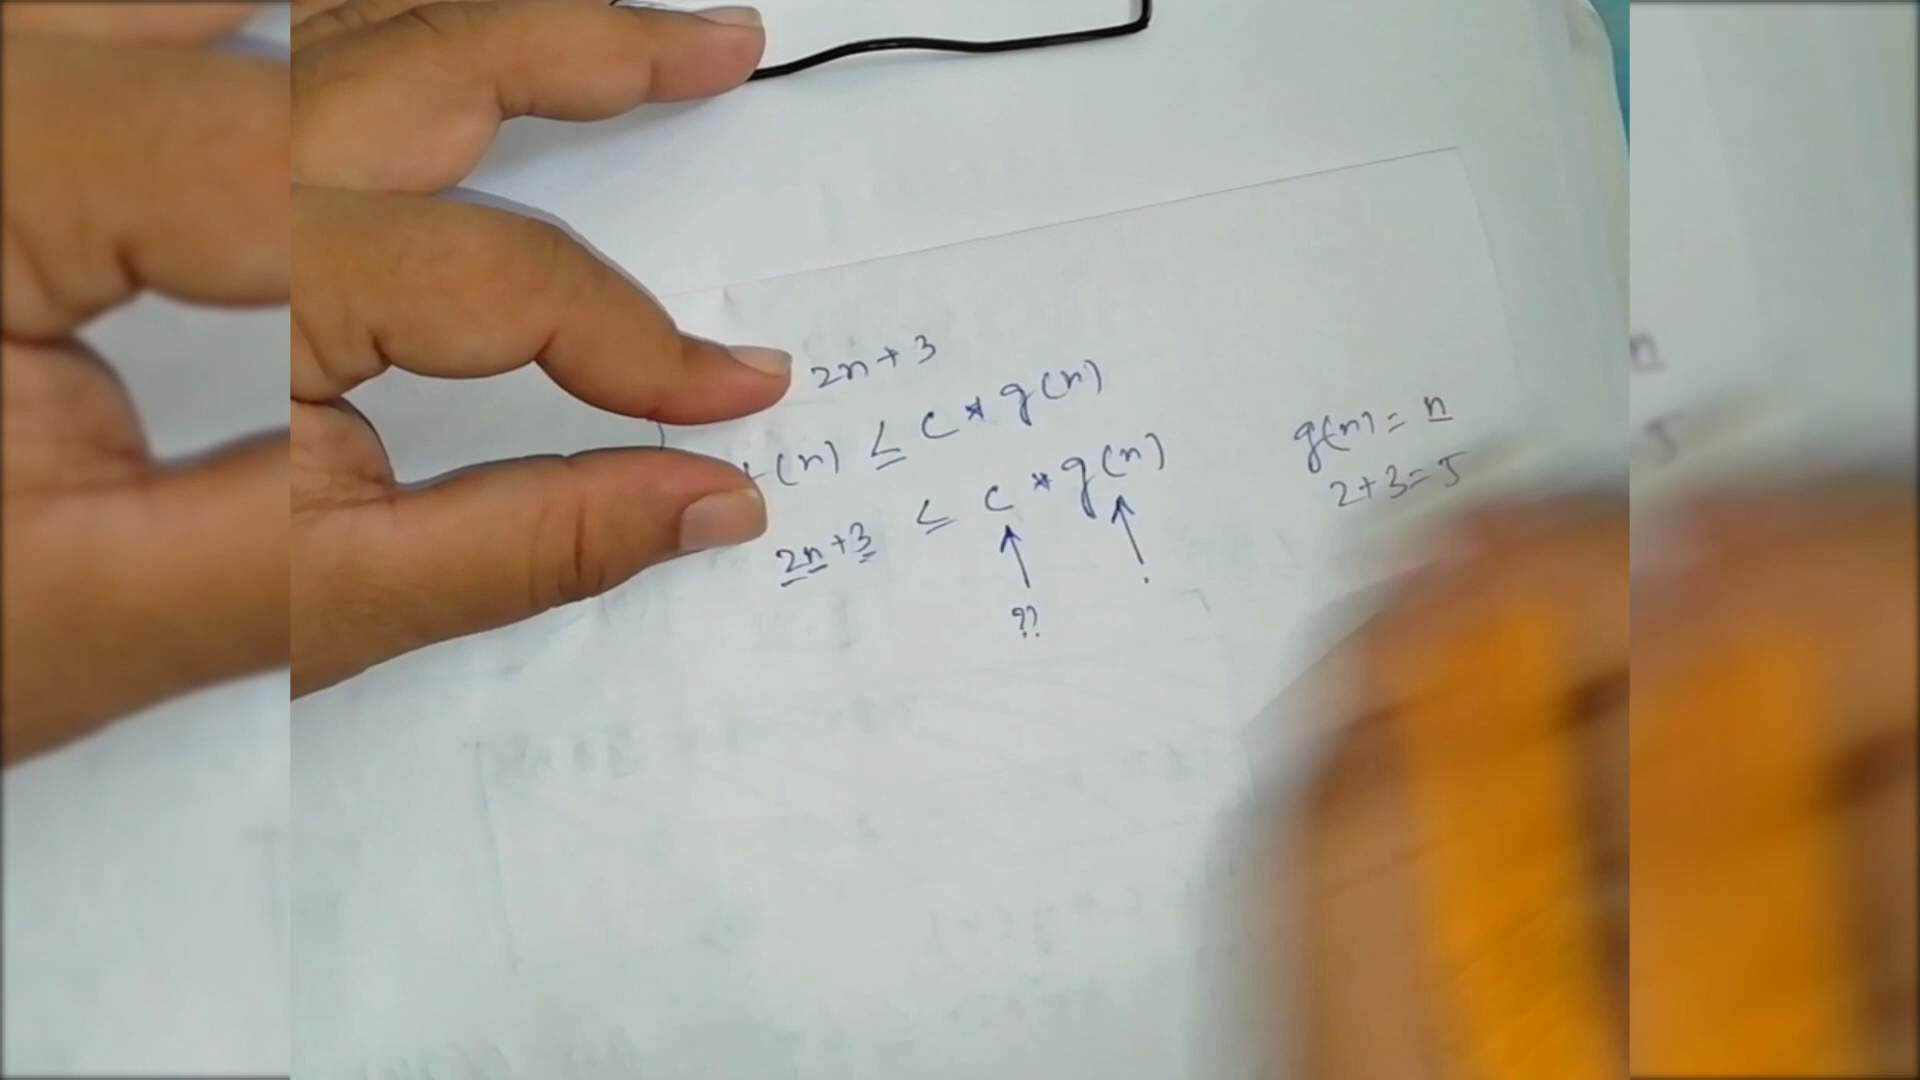 2n + 3
(n) ≤ c * g(n)
2n + 3 ≤ c * g(n)
??
g(n) = n
2 + 3 = 5